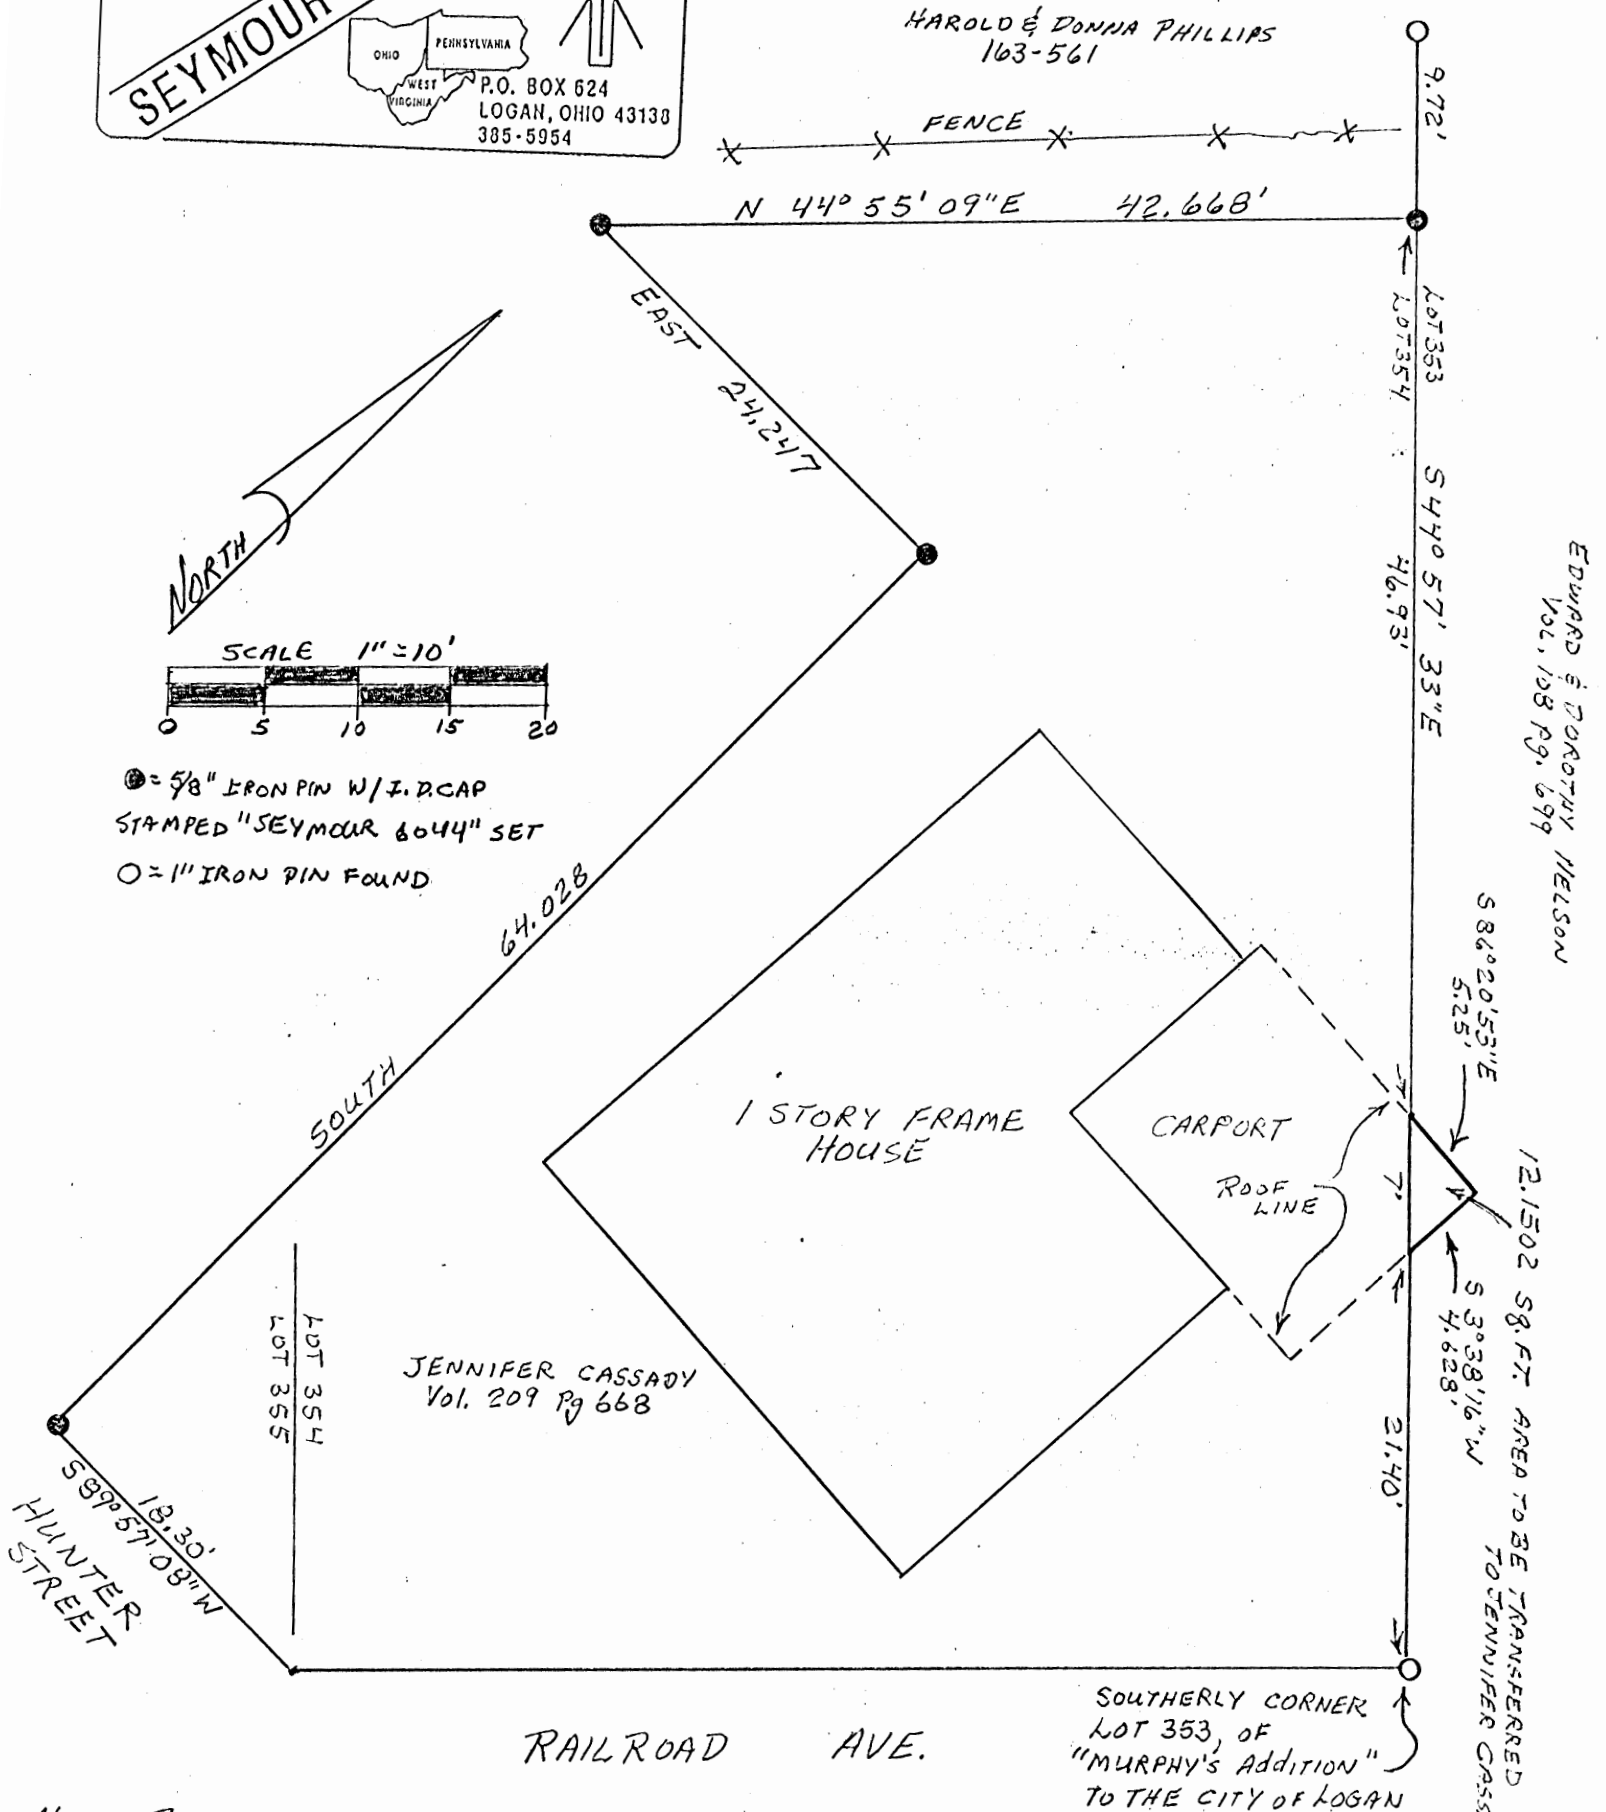 SEYMOUR
OHIO
PENNSYLVANIA
WEST
VIRGINIA
P.O. BOX 624
LOGAN, OHIO 43138
385-5954
HAROLD & DONNA PHILLIPS
163-561
9.72'
FENCE
N 44° 55' 09" E 42.668'
EAST 24.247
LOT 353
LOT 354
S 44° 57' 33" E
46.93'
NORTH
SCALE 1" = 10'
0 5 10 15 20
= 5/8" IRON PIN W/ I.D. CAP
STAMPED "SEYMOUR 6044" SET
= 1" IRON PIN FOUND
SOUTH 64.028
EDWARD & DOROTHY NELSON
VOL. 108 Pg. 699
S 86° 20' 53" E
5.25'
1 STORY FRAME
HOUSE
CARPORT
ROOF
LINE
7'
12.1502 Sq. FT. AREA TO BE TRANSFERRED
TO JENNIFER CASS
S 3° 38' 16" W
4.628'
21.40'
LOT 354
LOT 355
JENNIFER CASSADY
Vol. 209 Pg 668
18.30'
S 89° 57' 08" W
HUNTER
STREET
RAILROAD AVE.
SOUTHERLY CORNER
LOT 353, OF
"MURPHY'S AddITION"
TO THE CITY OF LOGAN